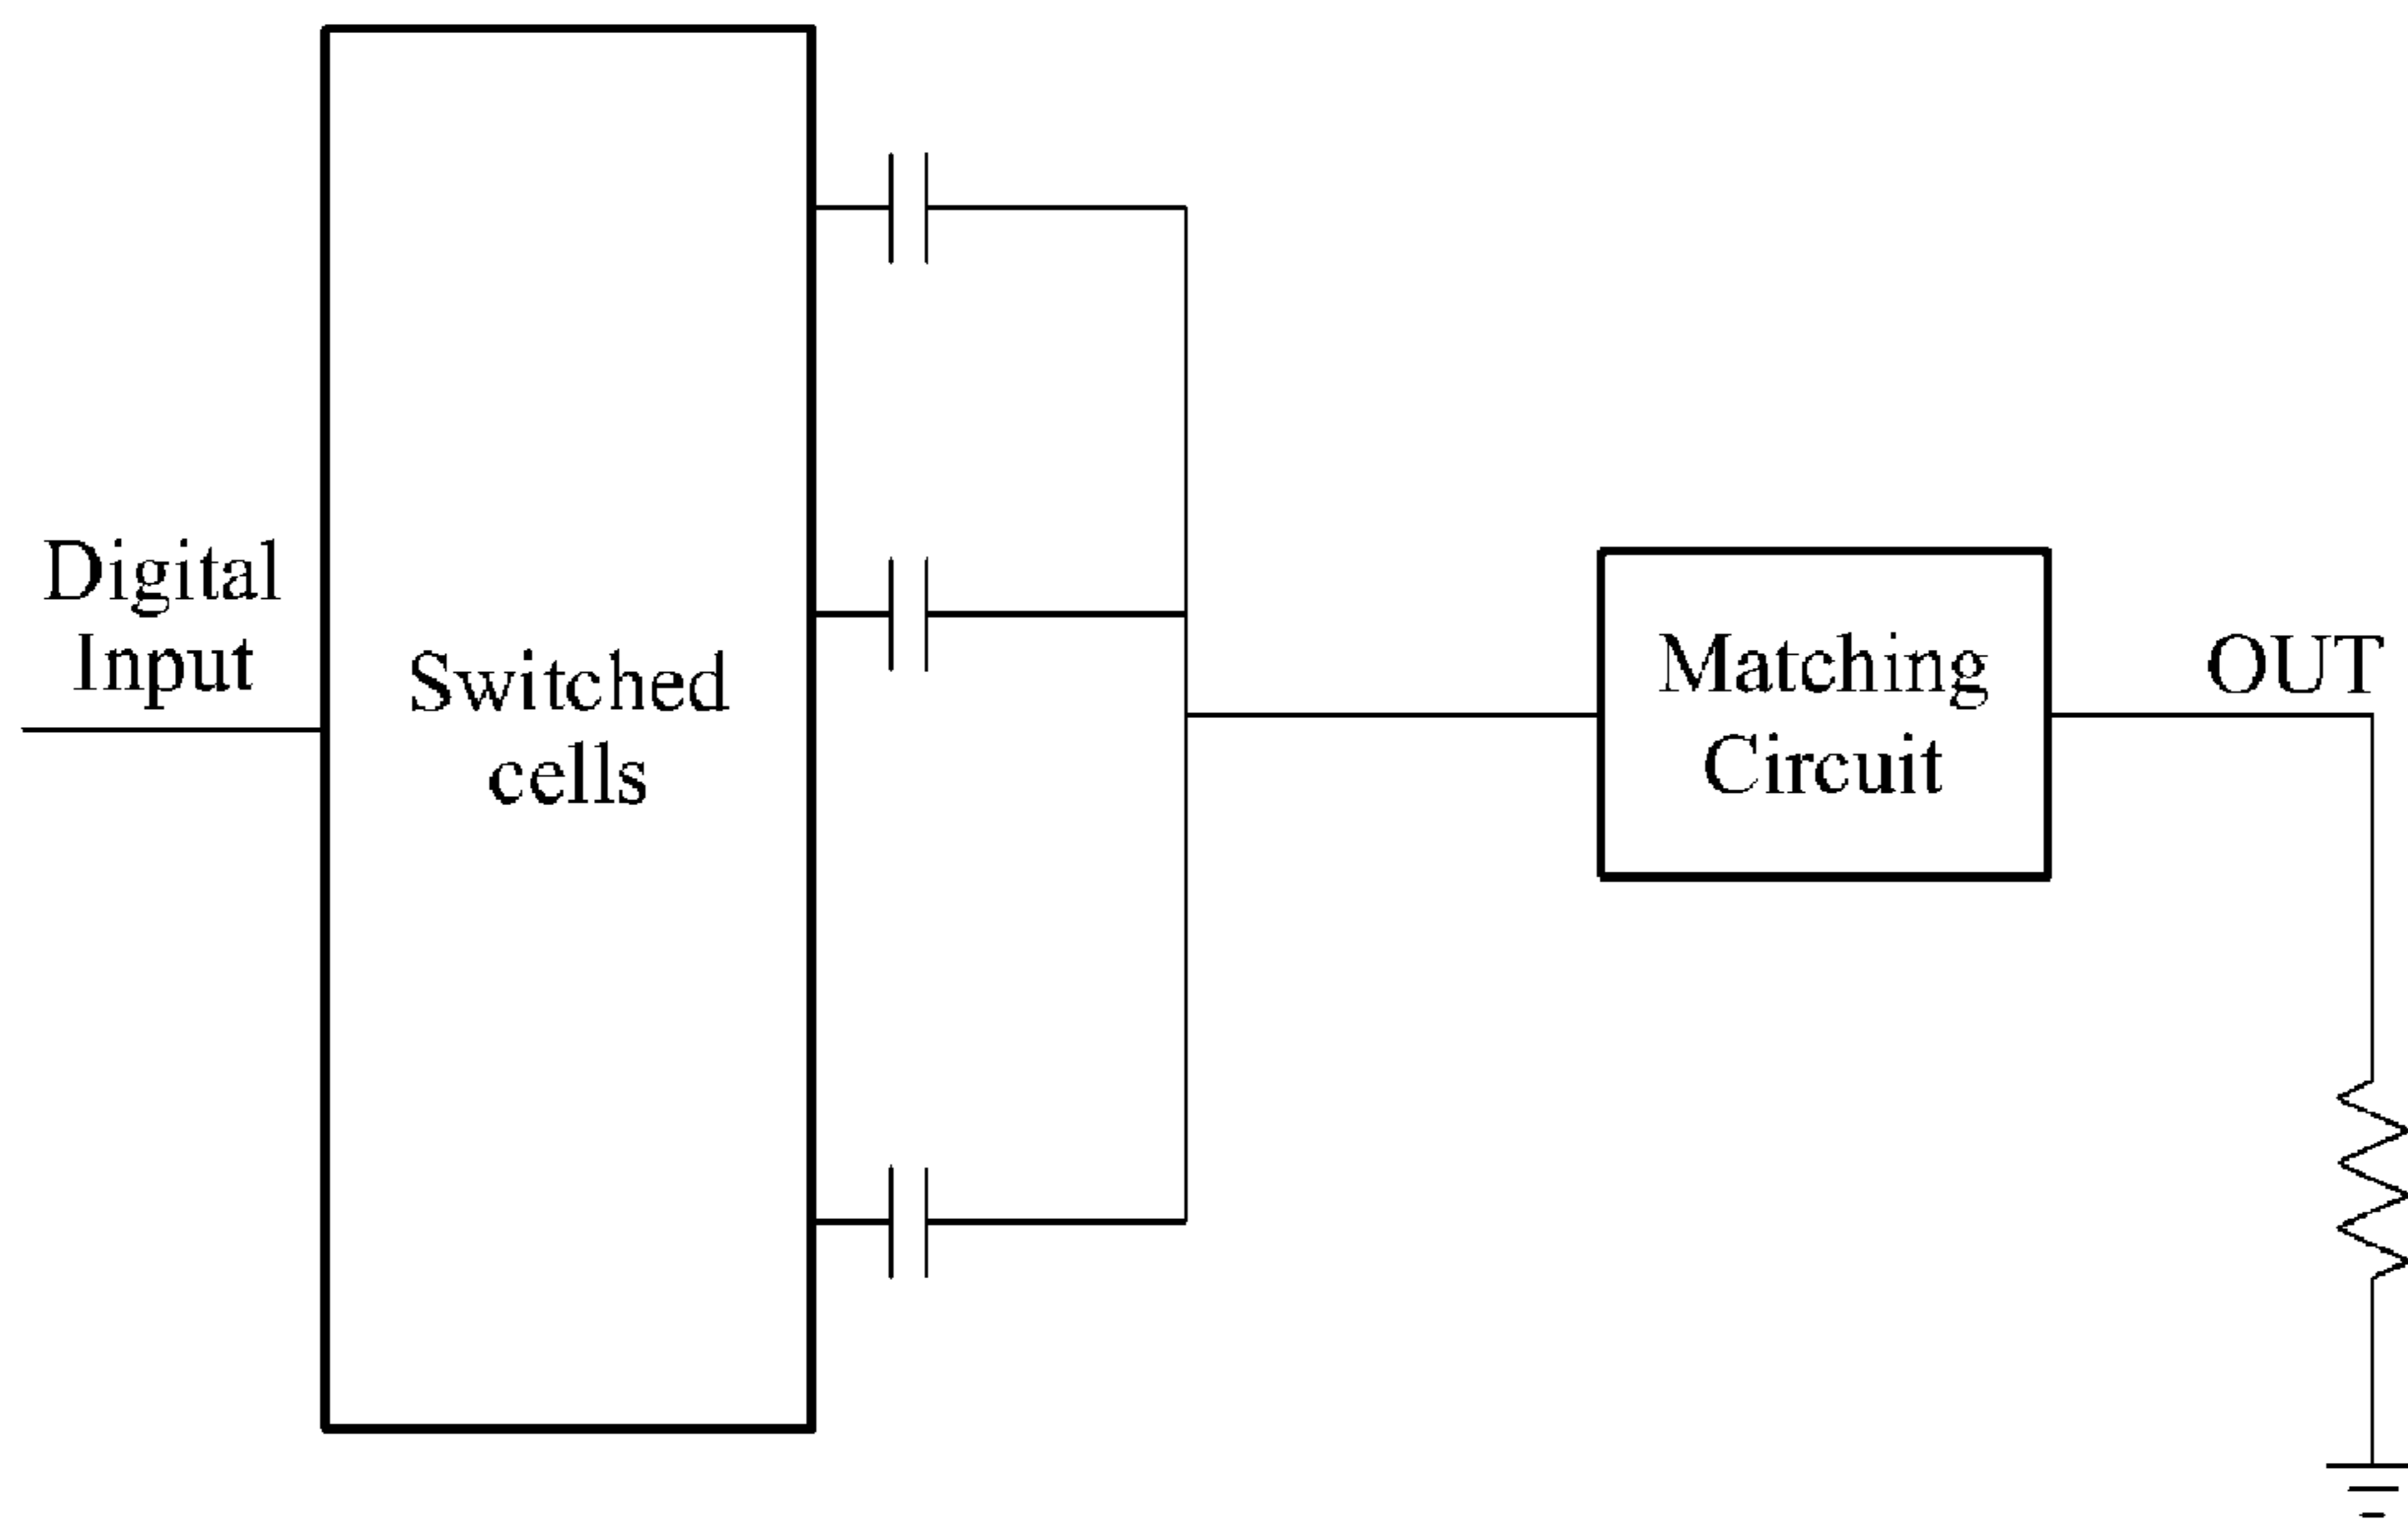 Digital
Input
Switched
cells
Matching
Circuit
OUT